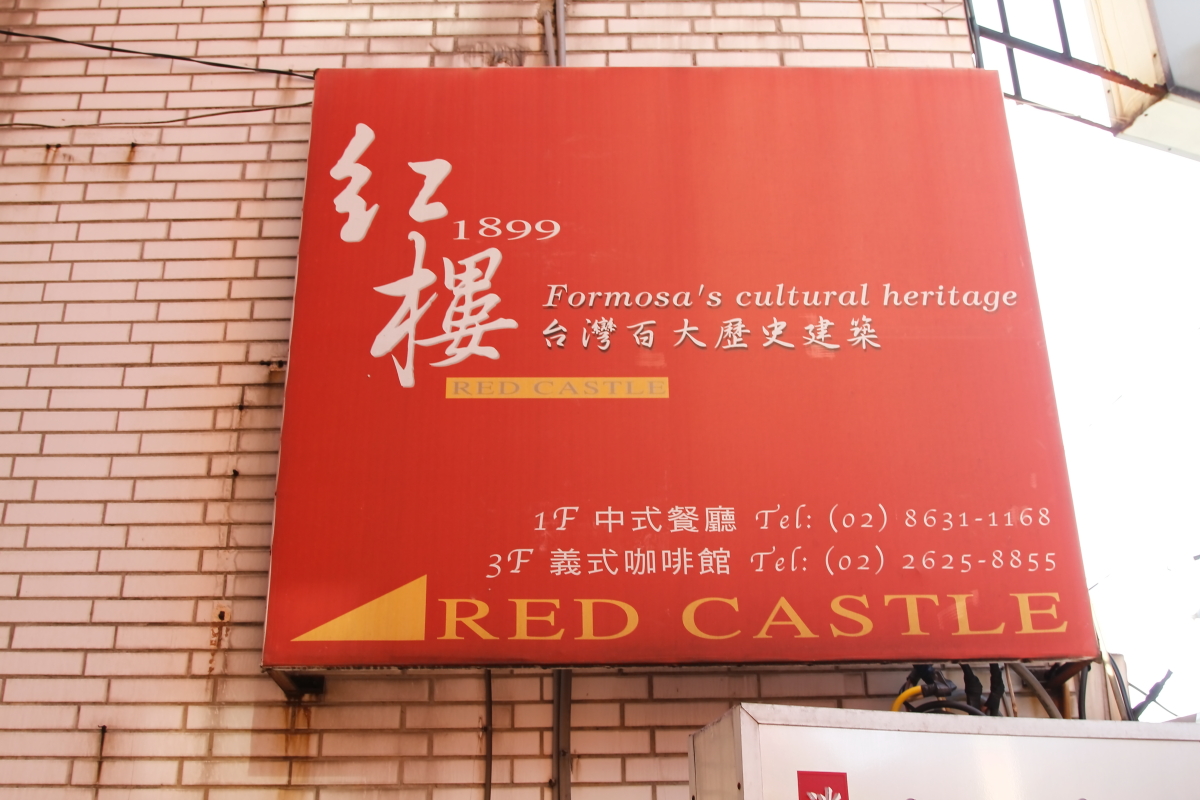 紅樓
1899
Formosa's cultural heritage
台灣百大歷史建築
RED CASTLE
1F 中式餐廳 Tel: (02) 8631-1168
3F 義式咖啡館 Tel: (02) 2625-8855
RED CASTLE